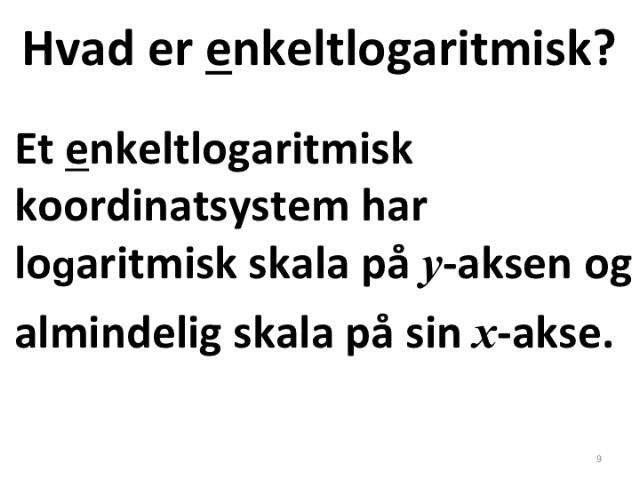 Hvad er enkeltlogaritmisk?
Et enkeltlogaritmisk
koordinatsystem har
logaritmisk skala på y-aksen og
almindelig skala på sin x-akse.
9